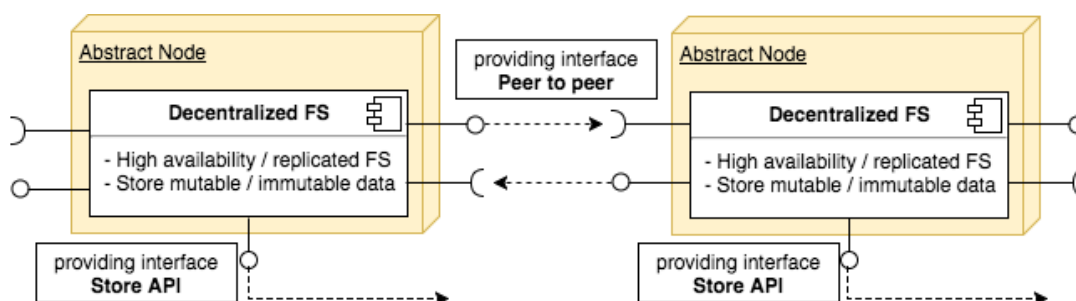 Abstract Node
Decentralized FS
- High availability / replicated FS
- Store mutable / immutable data
providing interface
Store API
providing interface
Peer to peer
Abstract Node
Decentralized FS
- High availability / replicated FS
- Store mutable / immutable data
providing interface
Store API